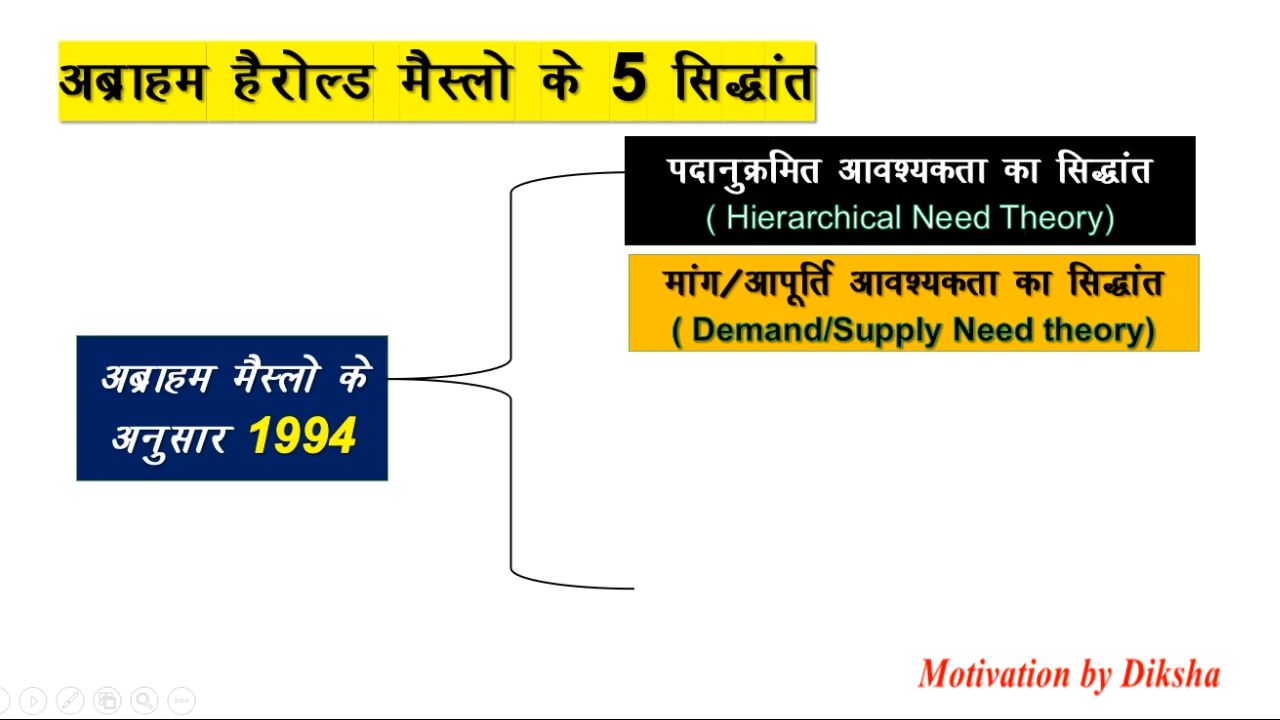 अब्राहम हैरोल्ड मैस्लो के 5 सिद्धांत
पदानुक्रमित आवश्यकता का सिद्धांत
( Hierarchical Need Theory)
मांग/आपूर्ति आवश्यकता का सिद्धांत
( Demand/Supply Need theory)
अब्राहम मैस्लो के
अनुसार 1994
Motivation by Diksha